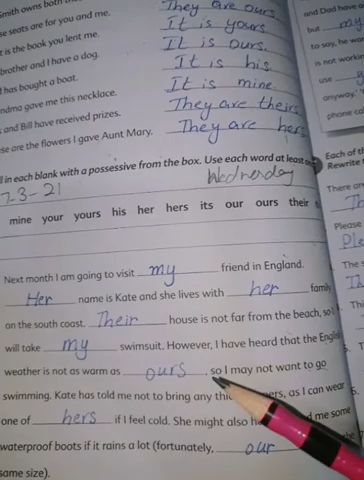 Smith owns both
They are ours
and Dad have a
se seats are for you and me.
It is yours
but my
t is the book you lent me.
It is ours.
to say, he wor
brother and I have a dog.
It is his
is not workin
has bought a boat.
It is mine
use
ndma gave me this necklace.
They are theirs
anyway.
and Bill have received prizes.
They are hers
phone ca
se are the flowers I gave Aunt Mary.
ll in each blank with a possessive from the box. Use each word at least
Each of th
Wednerday
Rewrite
7-3-21
There are
mine your yours his her hers its our ours their
Please
Next month I am going to visit my friend in England.
The s
Her name is Kate and she lives with her family
on the south coast. Their house is not far from the beach, so I
will take my swimsuit. However, I have heard that the English
weather is not as warm as ours, so I may not want to go
swimming. Kate has told me not to bring any ers, as I can wear
one of hers if I feel cold. She might also me some
waterproof boots if it rains a lot (fortunately, our
same size).